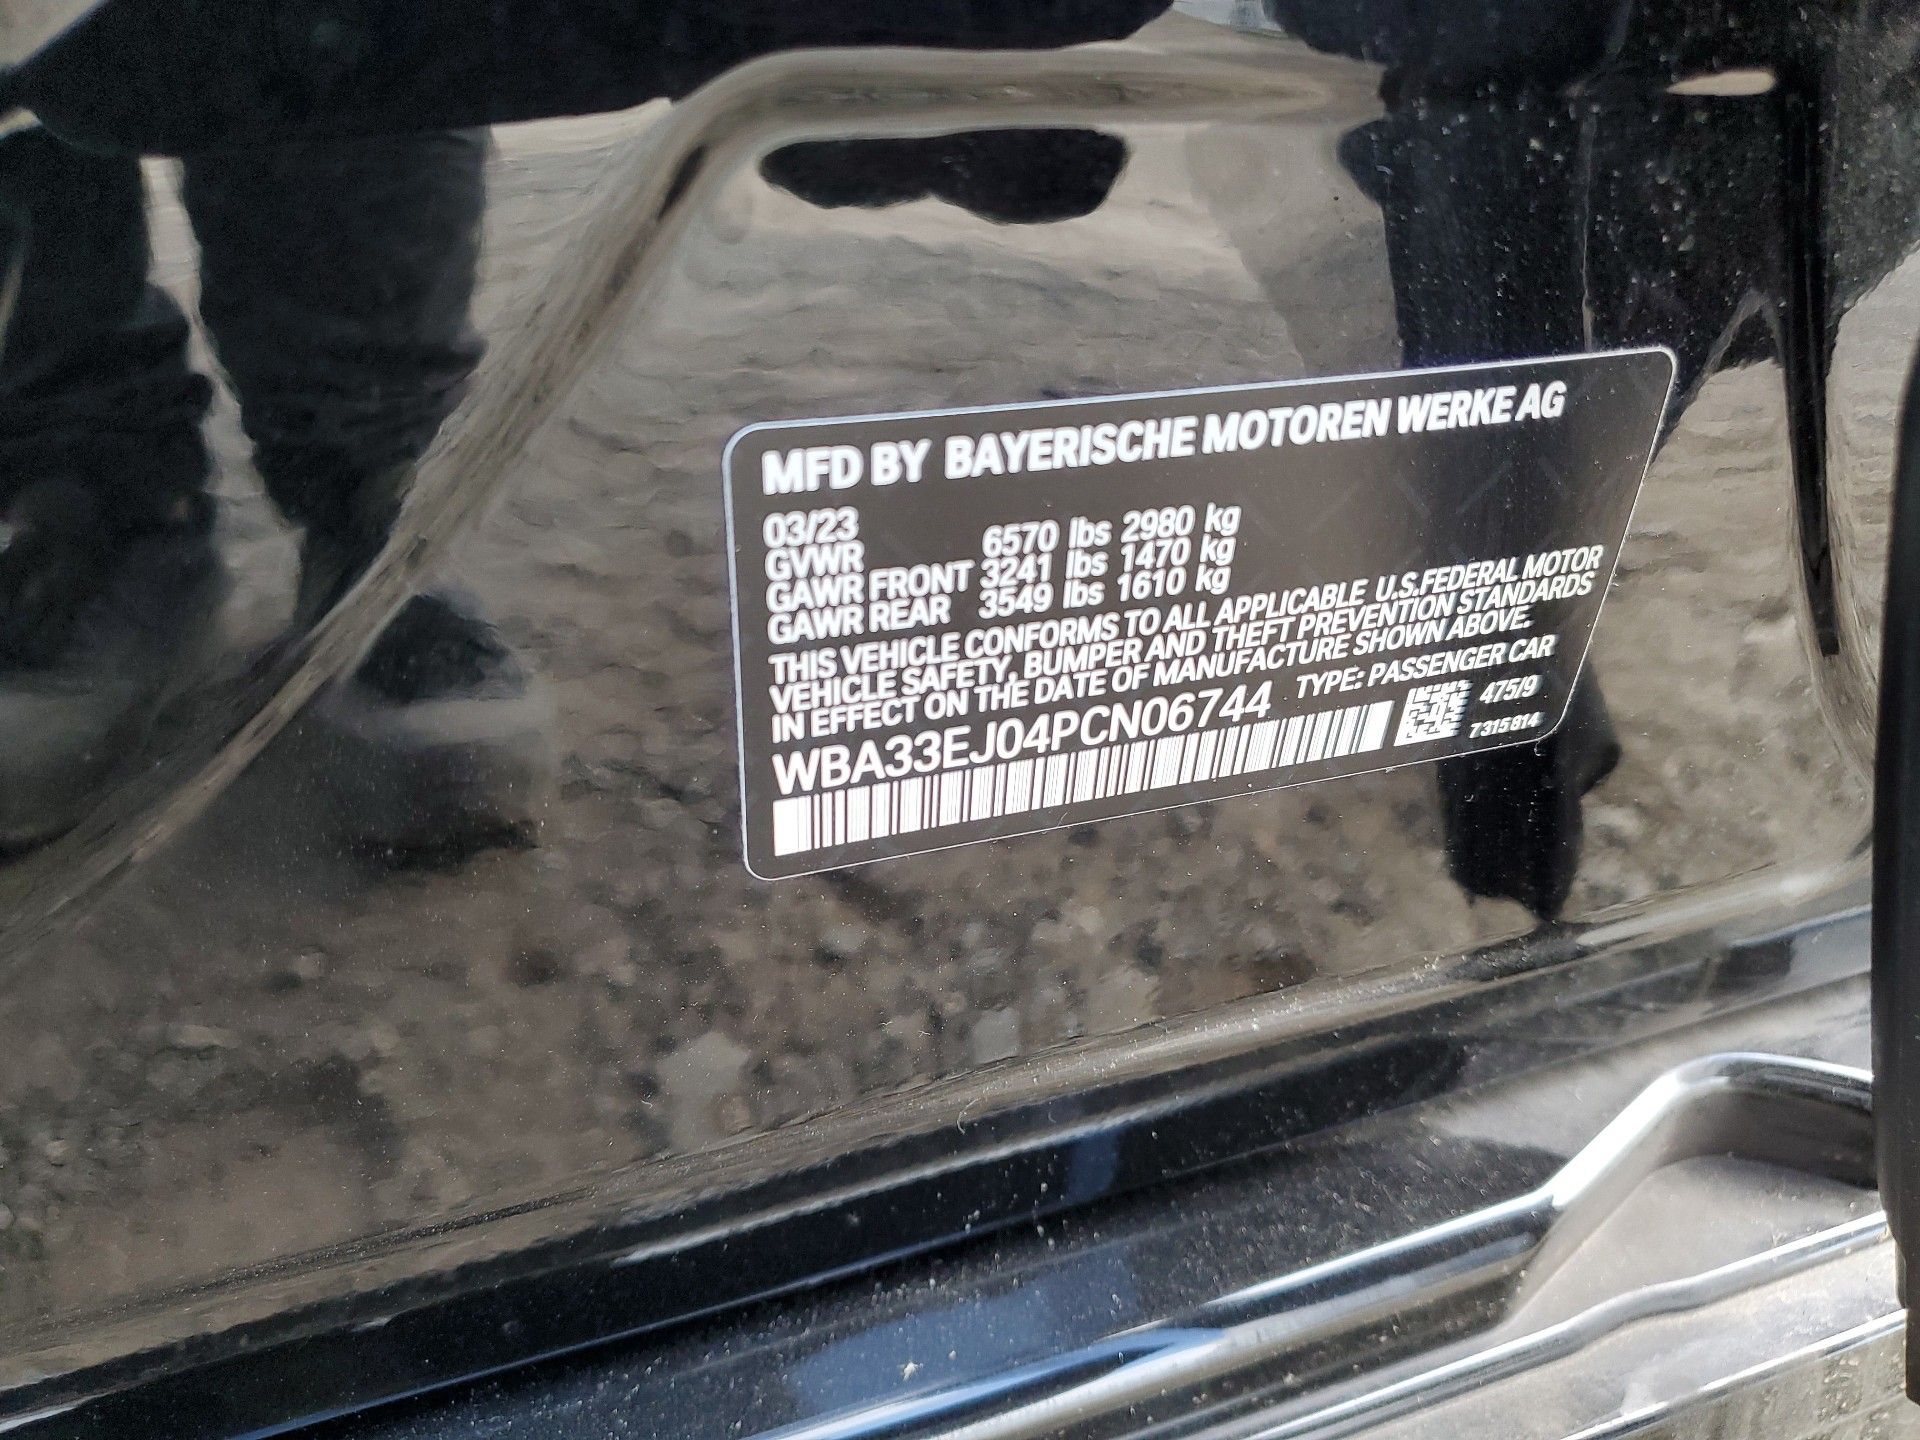 MFD BY BAYERISCHE MOTOREN WERKE AG
03/23
GVWR 6570 lbs 2980 kg
GAWR FRONT 3241 lbs 1470 kg
GAWR REAR 3549 lbs 1610 kg
THIS VEHICLE CONFORMS TO ALL APPLICABLE U.S.FEDERAL MOTOR
VEHICLE SAFETY, BUMPER AND THEFT PREVENTION STANDARDS
IN EFFECT ON THE DATE OF MANUFACTURE SHOWN ABOVE.
WBA33EJ04PCN06744 TYPE: PASSENGER CAR
475/9
7315814